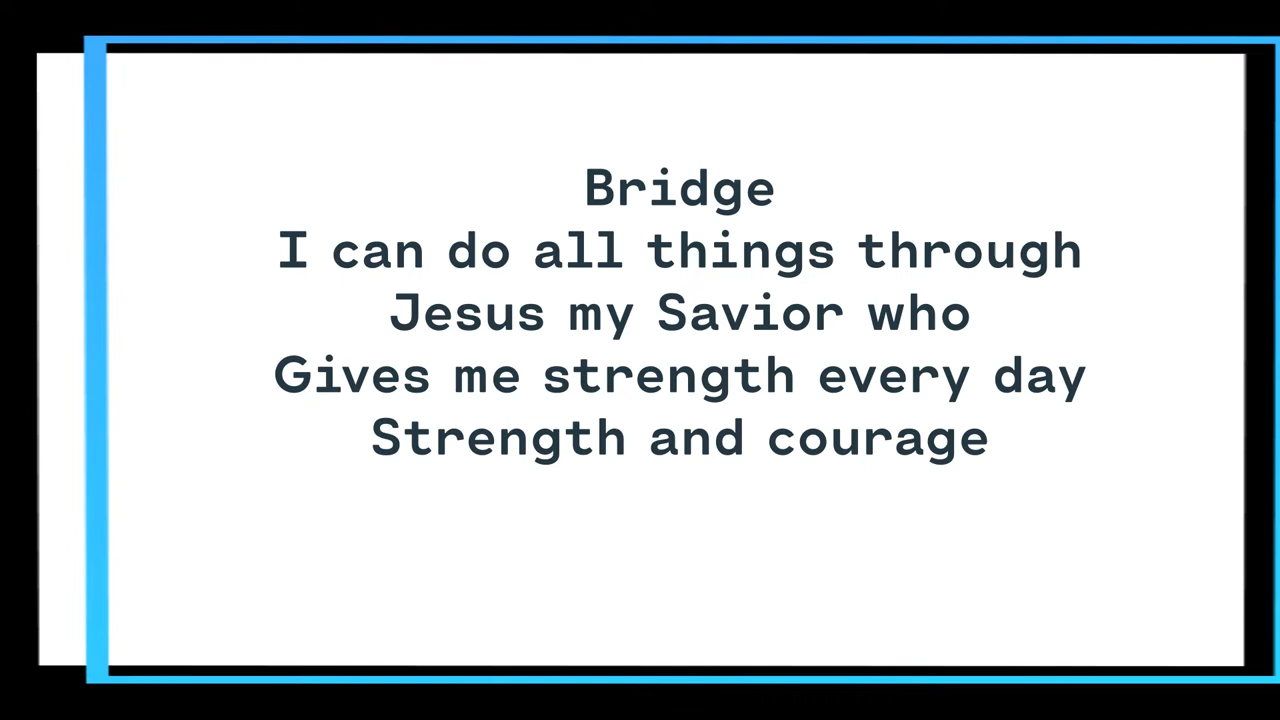 Bridge
I can do all things through
Jesus my Savior who
Gives me strength every day
Strength and courage